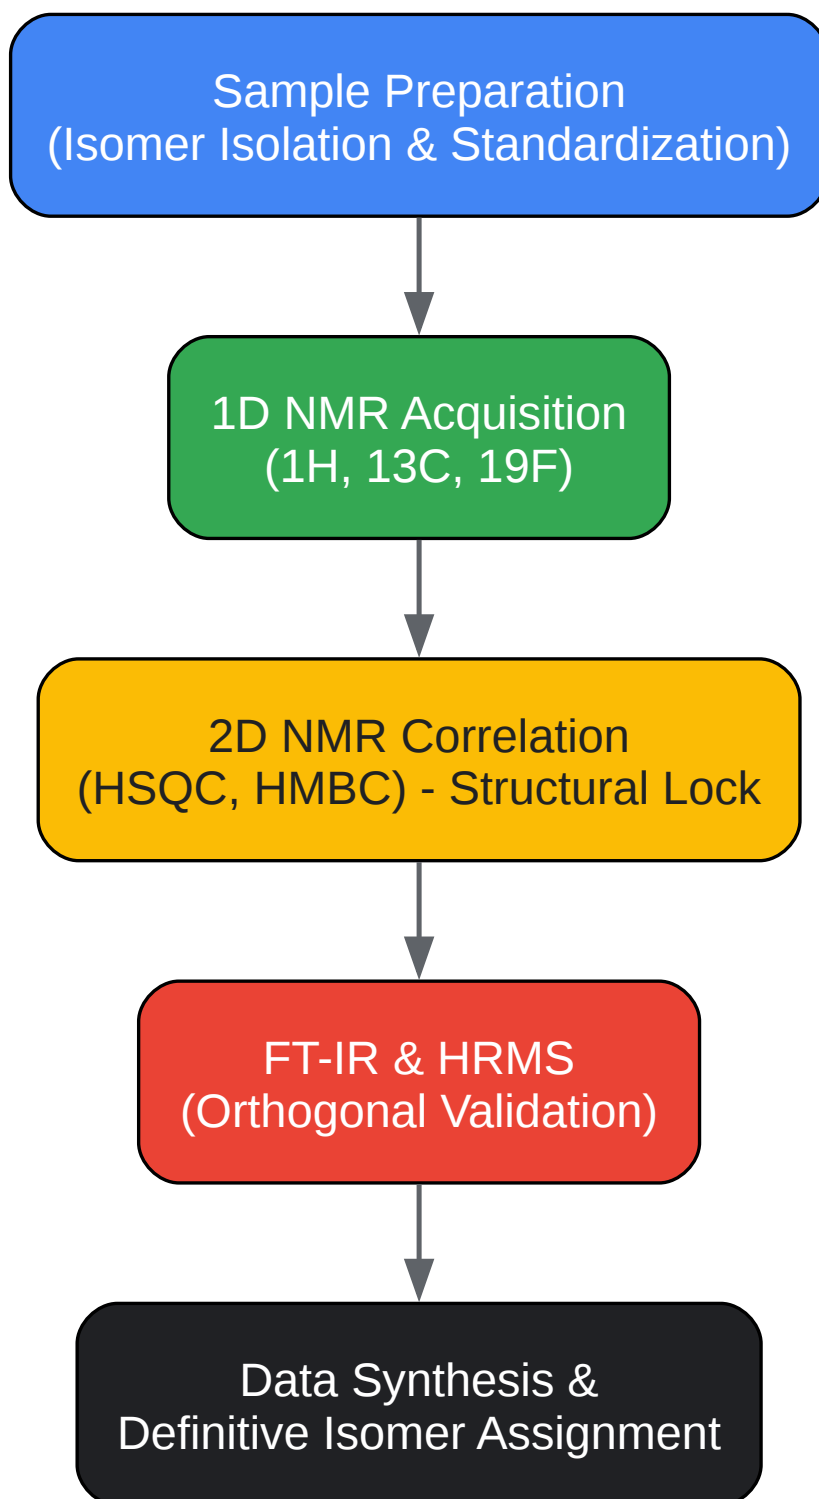 Sample Preparation
(Isomer Isolation & Standardization)
1D NMR Acquisition
(1H, 13C, 19F)
2D NMR Correlation
(HSQC, HMBC) - Structural Lock
FT-IR & HRMS
(Orthogonal Validation)
Data Synthesis &
Definitive Isomer Assignment